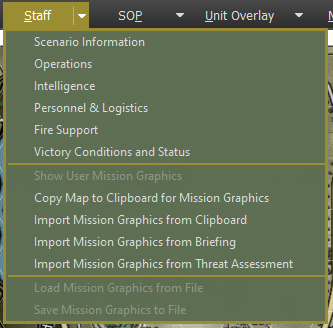 Staff SOP Unit Overlay
Scenario Information
Operations
Intelligence
Personnel & Logistics
Fire Support
Victory Conditions and Status
Show User Mission Graphics
Copy Map to Clipboard for Mission Graphics
Import Mission Graphics from Clipboard
Import Mission Graphics from Briefing
Import Mission Graphics from Threat Assessment
Load Mission Graphics from File
Save Mission Graphics to File